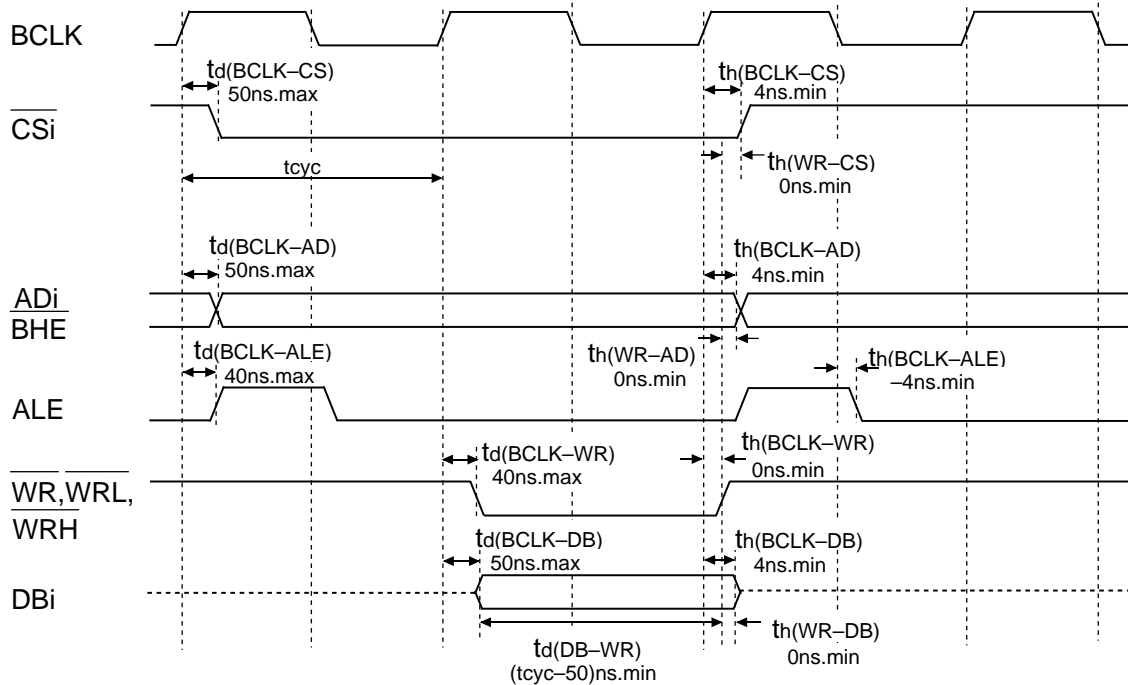 BCLK
td(BCLK–CS)
50ns.max
th(BCLK–CS)
4ns.min
CSi
th(WR–CS)
0ns.min
tcyc
td(BCLK–AD)
50ns.max
th(BCLK–AD)
4ns.min
ADi
BHE
td(BCLK–ALE)
40ns.max
th(WR–AD)
0ns.min
th(BCLK–ALE)
–4ns.min
ALE
td(BCLK–WR)
40ns.max
th(BCLK–WR)
0ns.min
WR,WRL,
WRH
td(BCLK–DB)
50ns.max
th(BCLK–DB)
4ns.min
DBi
td(DB–WR)
(tcyc–50)ns.min
th(WR–DB)
0ns.min